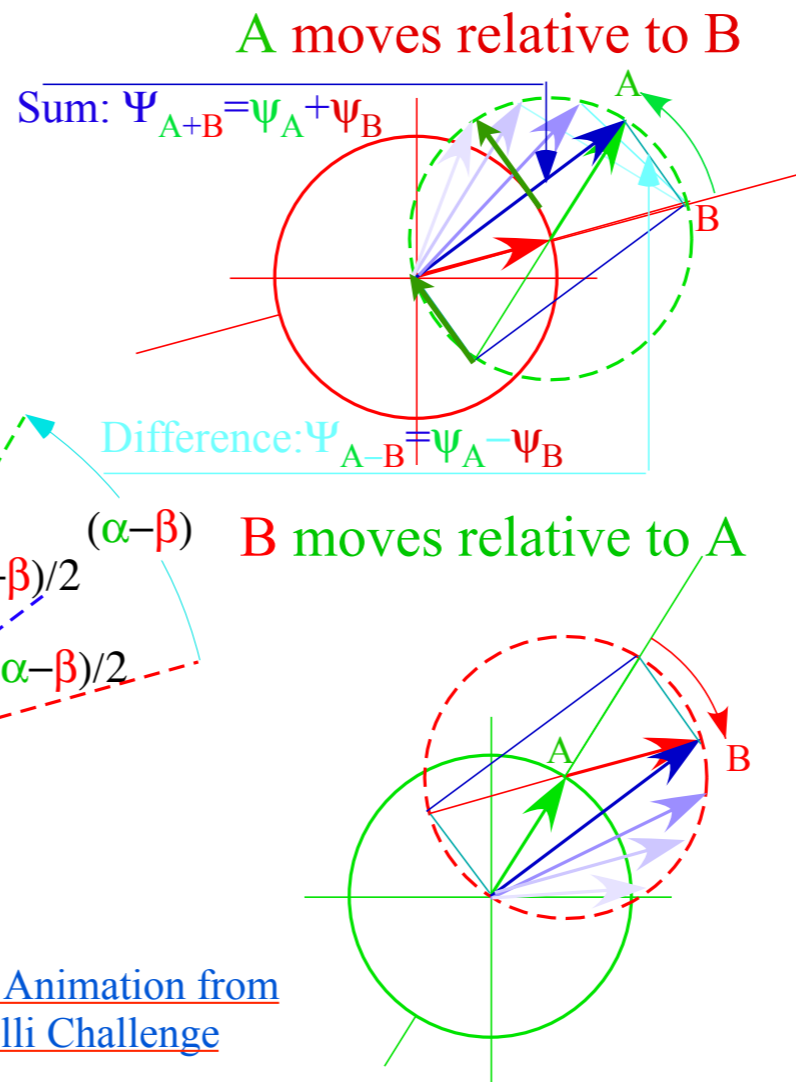 A moves relative to B
A
Sum: Ψ_A+B=ψ_A+ψ_B
B
Difference:Ψ_A−B=ψ_A−ψ_B
(α−β)
B moves relative to A
-β)/2
α−β)/2
A
B
Animation from
lli Challenge